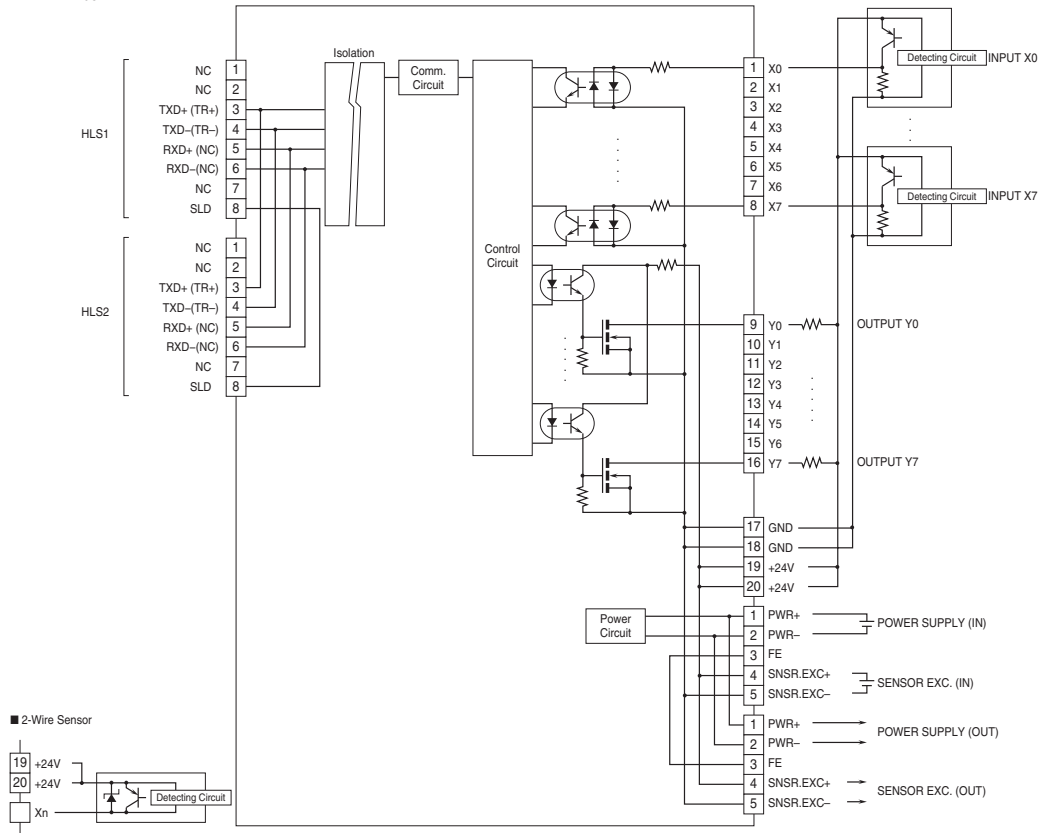 Isolation
Comm.
Circuit
Control
Circuit
HLS1
NC 1
NC 2
TXD+ (TR+) 3
TXD–(TR–) 4
RXD+ (NC) 5
RXD–(NC) 6
NC 7
SLD 8
HLS2
NC 1
NC 2
TXD+ (TR+) 3
TXD–(TR–) 4
RXD+ (NC) 5
RXD–(NC) 6
NC 7
SLD 8
1 X0
2 X1
3 X2
4 X3
5 X4
6 X5
7 X6
8 X7
Detecting Circuit INPUT X0
Detecting Circuit INPUT X7
9 Y0 OUTPUT Y0
10 Y1
11 Y2
12 Y3
13 Y4
14 Y5
15 Y6
16 Y7 OUTPUT Y7
17 GND
18 GND
19 +24V
20 +24V
Power
Circuit
1 PWR+
2 PWR–
POWER SUPPLY (IN)
3 FE
4 SNSR.EXC+
5 SNSR.EXC–
SENSOR EXC. (IN)
1 PWR+
2 PWR–
POWER SUPPLY (OUT)
3 FE
4 SNSR.EXC+
5 SNSR.EXC–
SENSOR EXC. (OUT)
■ 2-Wire Sensor
19 +24V
20 +24V
Xn
Detecting Circuit